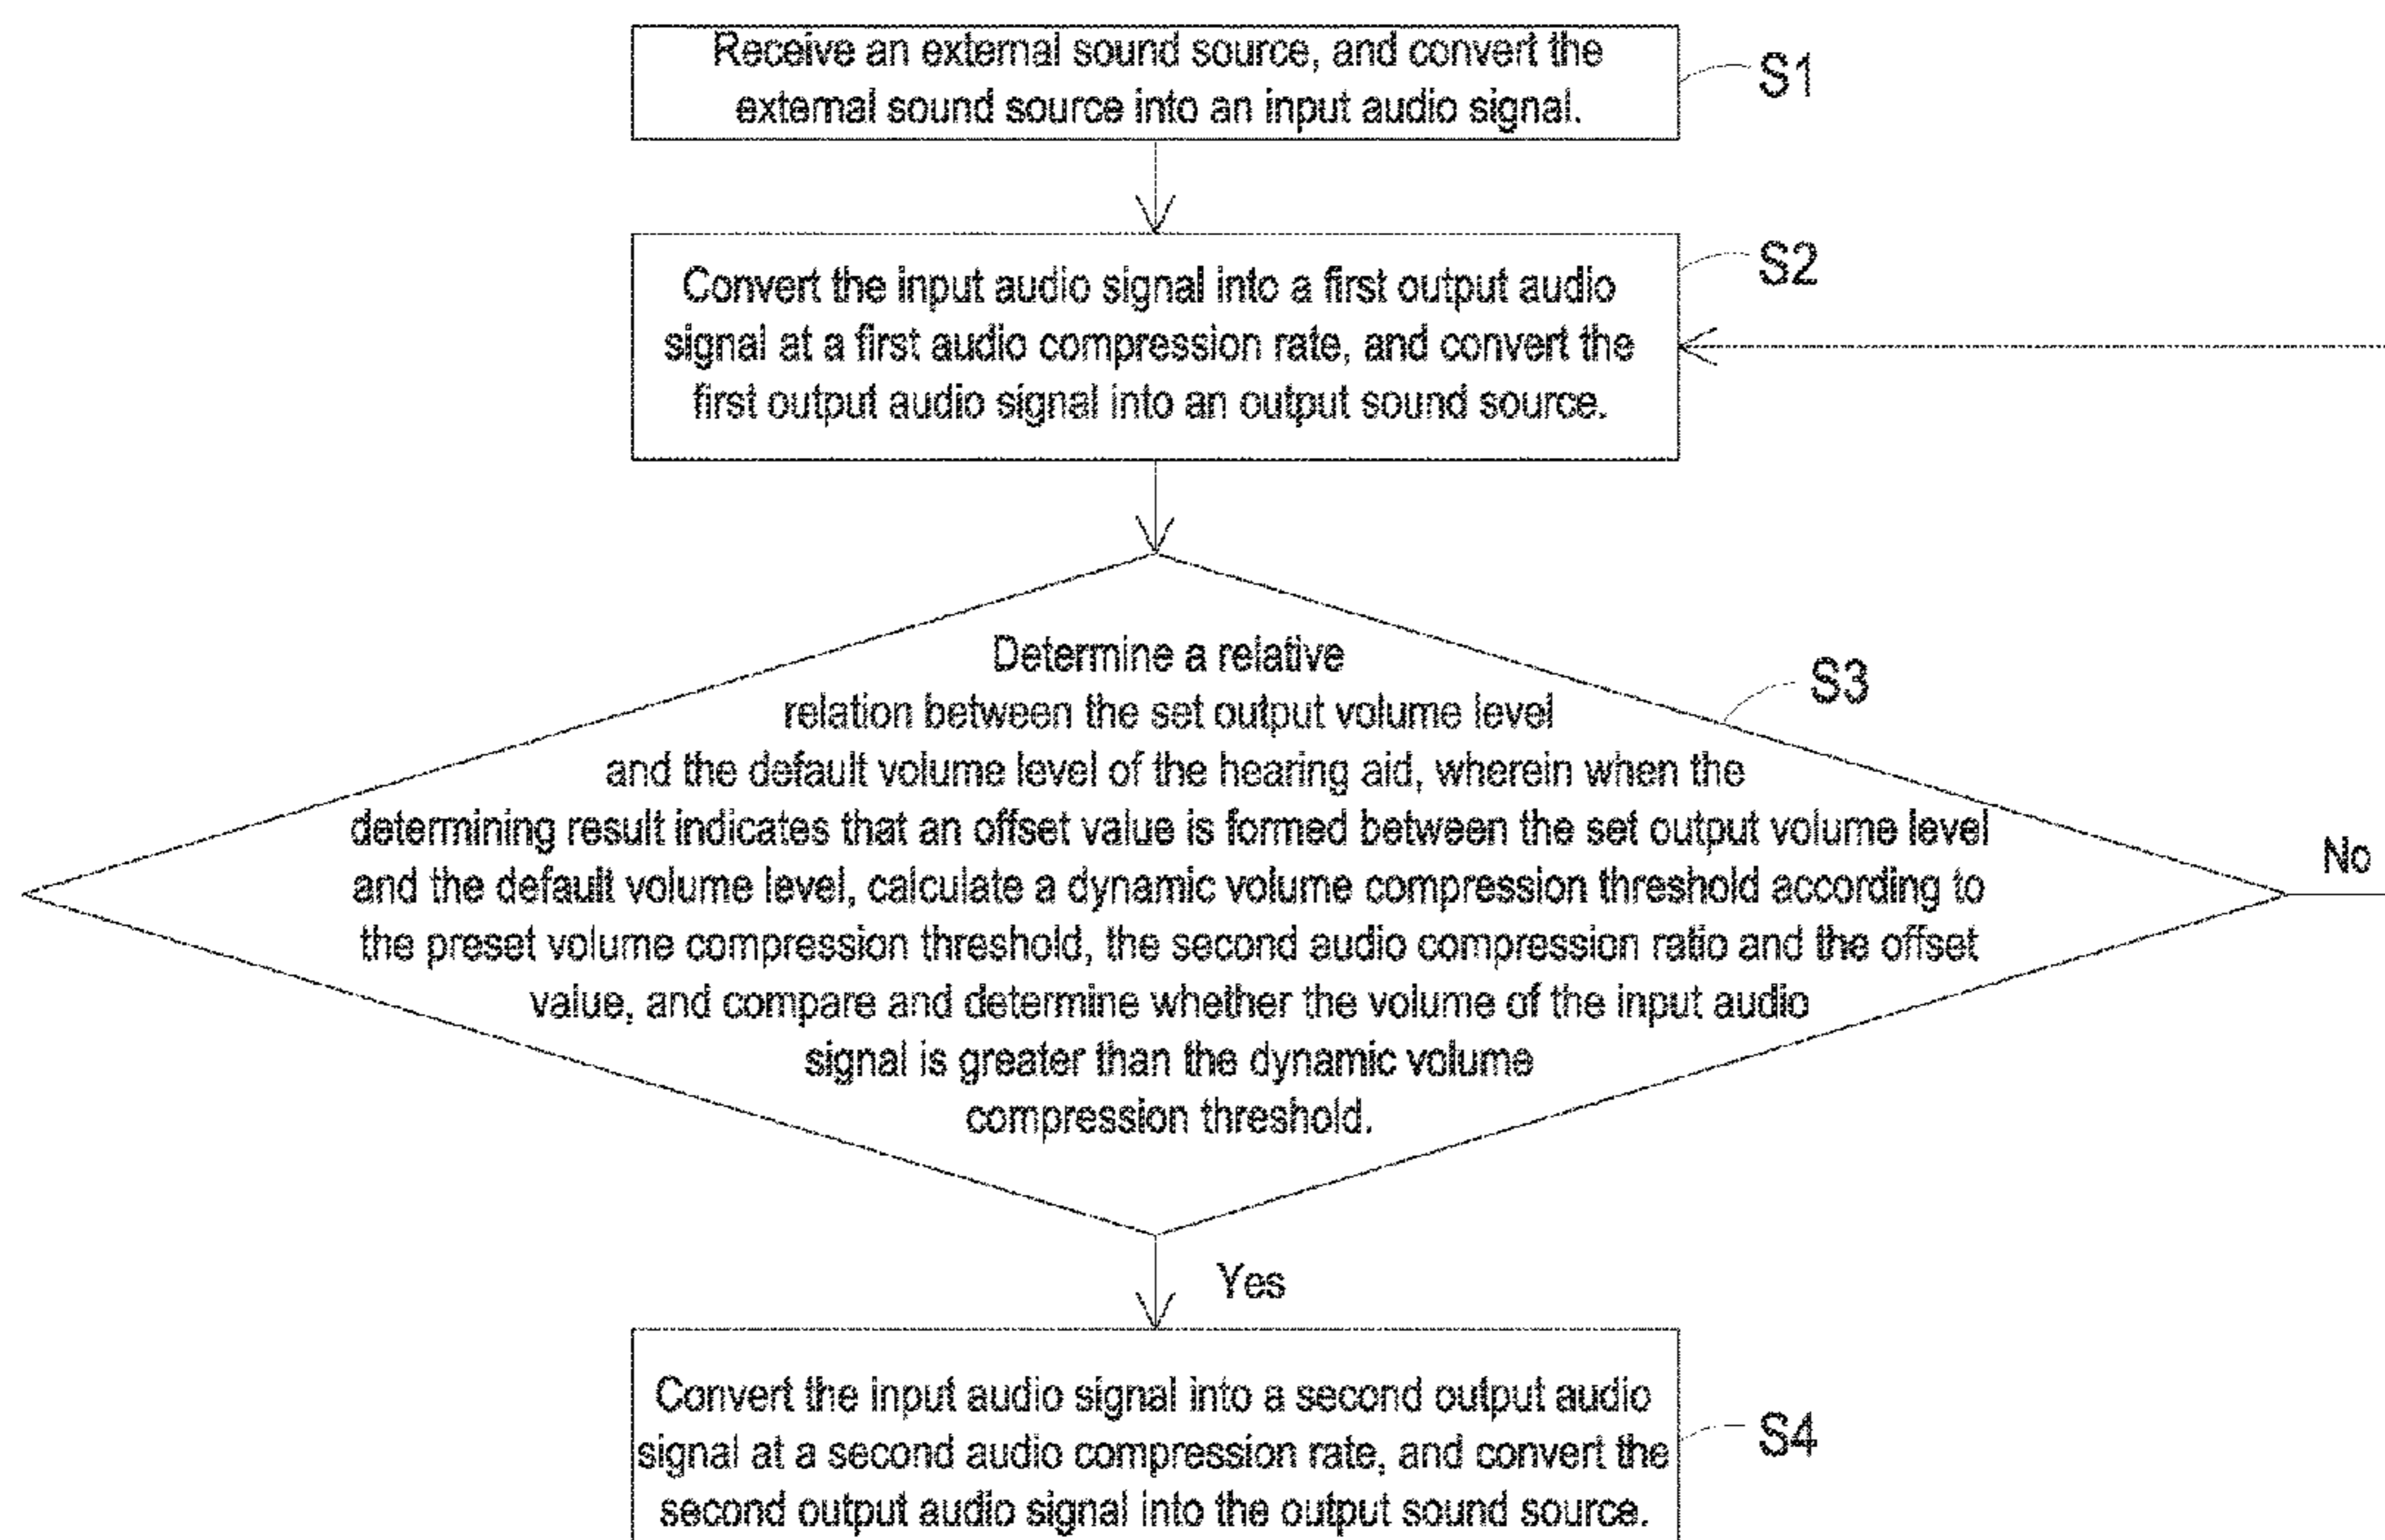 Receive an external sound source, and convert the
external sound source into an input audio signal.
S1
Convert the input audio signal into a first output audio
signal at a first audio compression rate, and convert the
first output audio signal into an output sound source.
S2
Determine a relative
relation between the set output volume level
and the default volume level of the hearing aid, wherein when the
determining result indicates that an offset value is formed between the set output volume level
and the default volume level, calculate a dynamic volume compression threshold according to
the preset volume compression threshold, the second audio compression ratio and the offset
value, and compare and determine whether the volume of the input audio
signal is greater than the dynamic volume
compression threshold.
S3
No
Yes
Convert the input audio signal into a second output audio
signal at a second audio compression rate, and convert the
second output audio signal into the output sound source.
S4